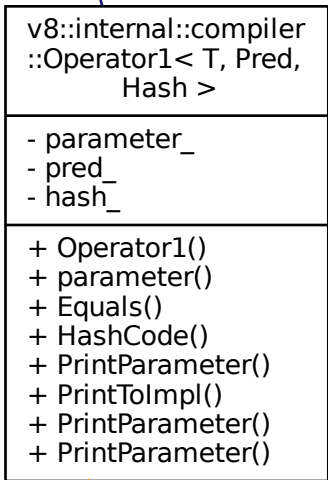 v8::internal::compiler
::Operator1< T, Pred,
Hash >
- parameter_
- pred_
- hash_
+ Operator1()
+ parameter()
+ Equals()
+ HashCode()
+ PrintParameter()
+ PrintToImpl()
+ PrintParameter()
+ PrintParameter()